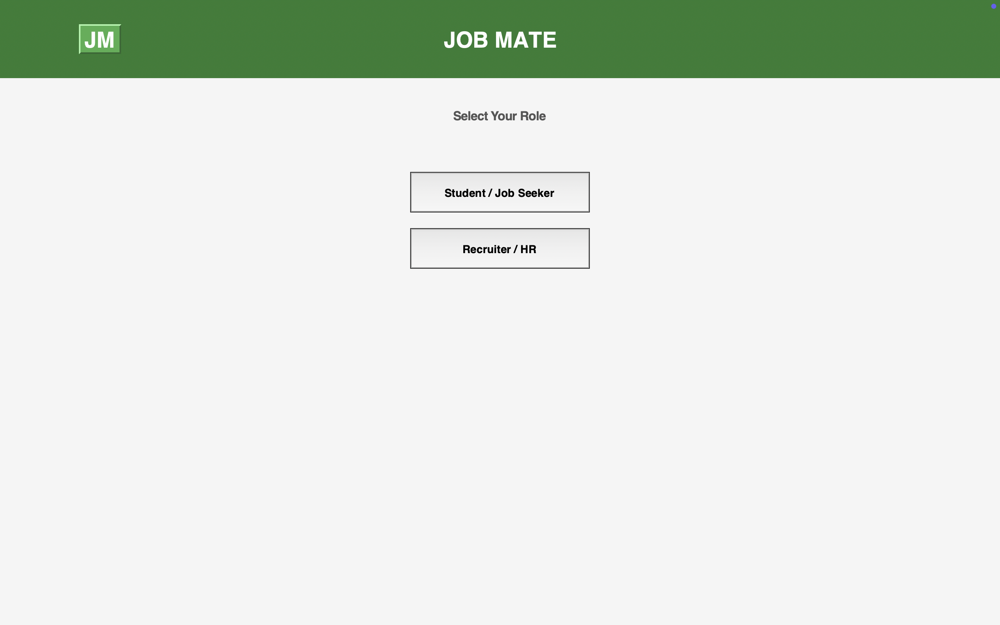 JM
JOB MATE
Select Your Role
Student / Job Seeker
Recruiter / HR